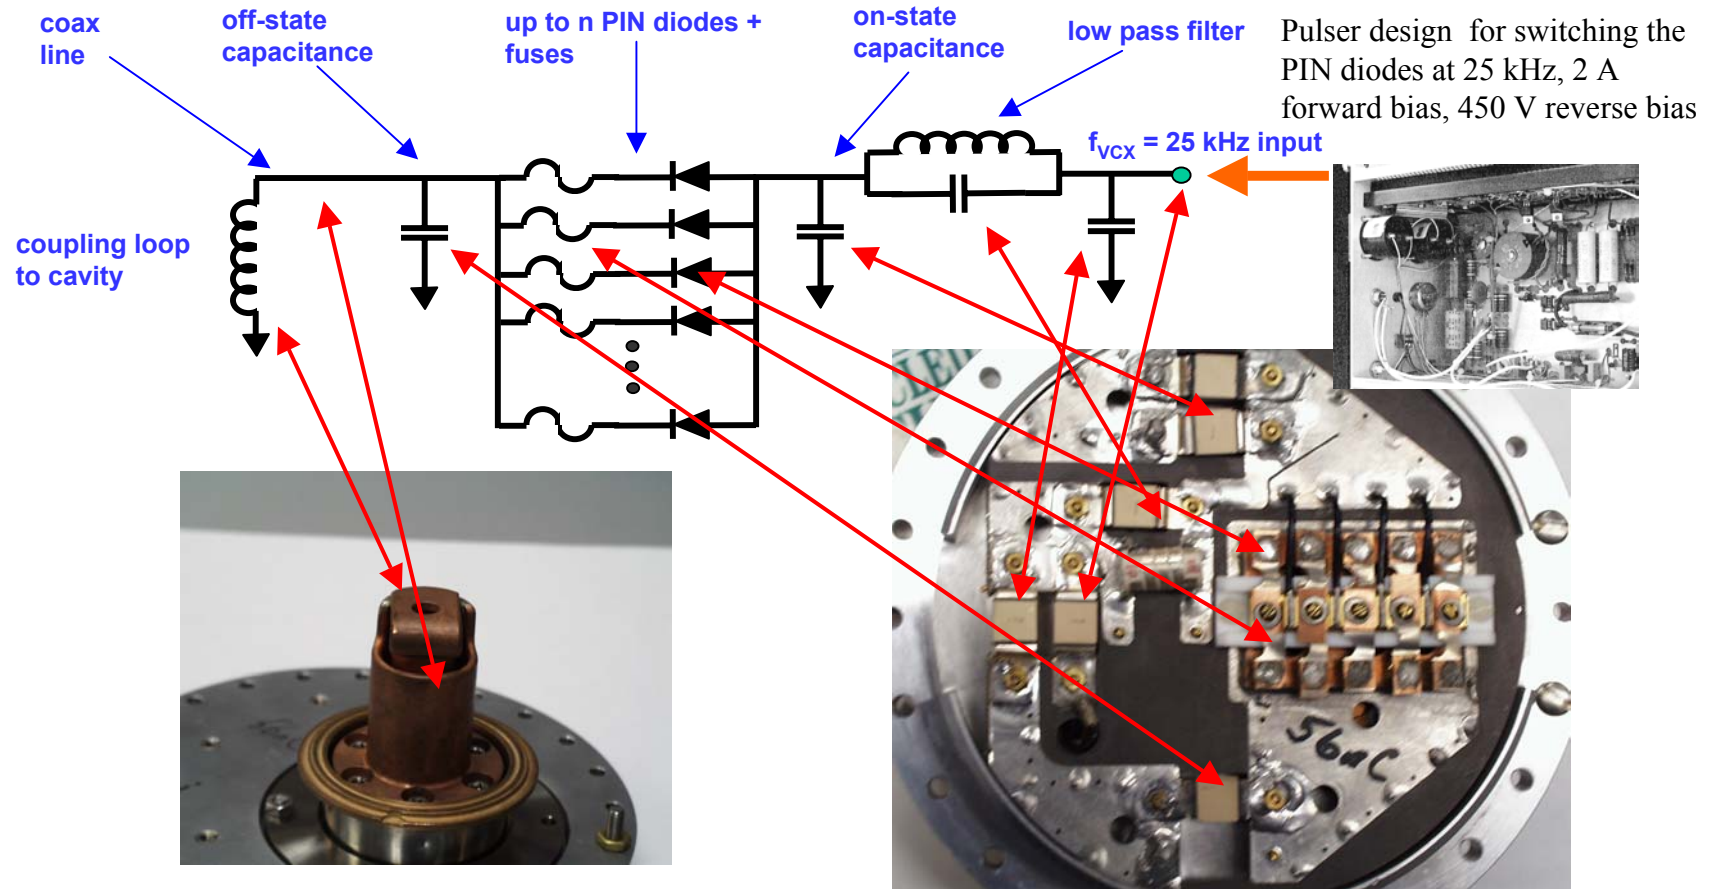 coax
line
off-state
capacitance
up to n PIN diodes +
fuses
on-state
capacitance
low pass filter
Pulser design for switching the
PIN diodes at 25 kHz, 2 A
forward bias, 450 V reverse bias
fVCX = 25 kHz input
coupling loop
to cavity
56nC